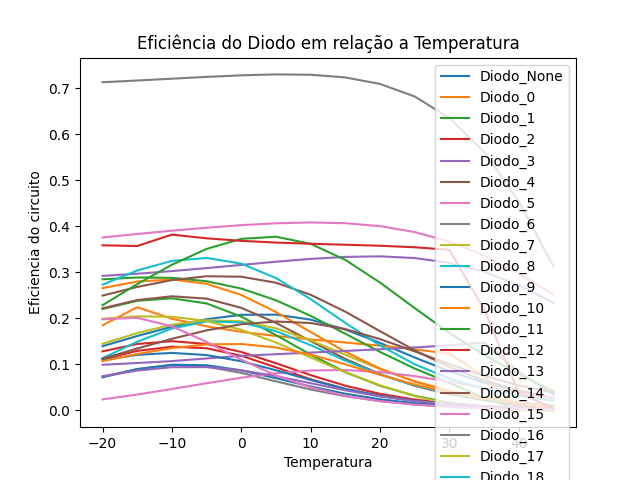 Eficiência do Diodo em relação a Temperatura
Eficiencia do circuito
0.7
0.6
0.5
0.4
0.3
0.2
0.1
0.0
−20
−10
0
10
20
30
40
Temperatura
Diodo_None
Diodo_0
Diodo_1
Diodo_2
Diodo_3
Diodo_4
Diodo_5
Diodo_6
Diodo_7
Diodo_8
Diodo_9
Diodo_10
Diodo_11
Diodo_12
Diodo_13
Diodo_14
Diodo_15
Diodo_16
Diodo_17
Diodo_18